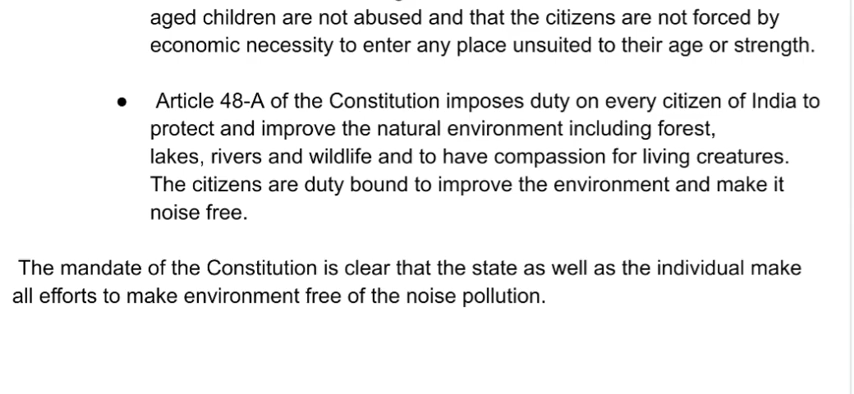 aged children are not abused and that the citizens are not forced by
economic necessity to enter any place unsuited to their age or strength.
● Article 48-A of the Constitution imposes duty on every citizen of India to
protect and improve the natural environment including forest,
lakes, rivers and wildlife and to have compassion for living creatures.
The citizens are duty bound to improve the environment and make it
noise free.
The mandate of the Constitution is clear that the state as well as the individual make
all efforts to make environment free of the noise pollution.